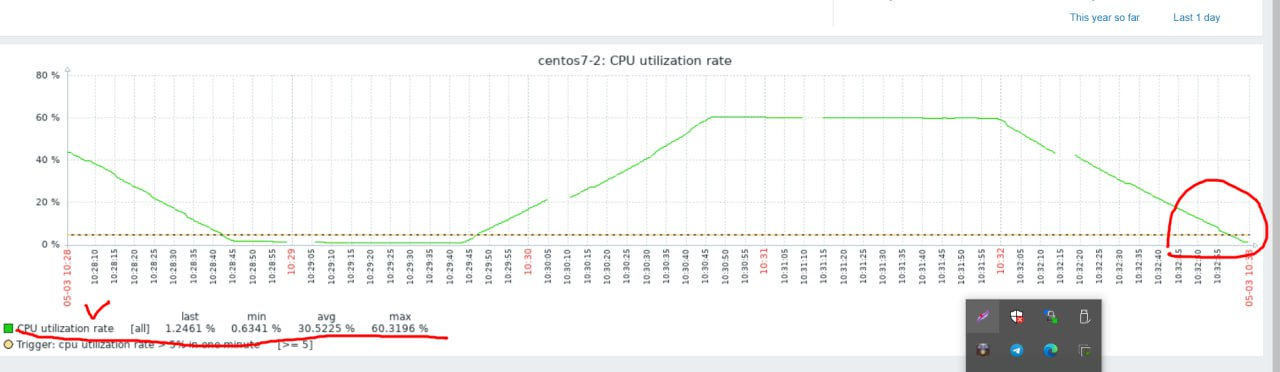 This year so far Last 1 day
centos7-2: CPU utilization rate
80 %
60 %
40 %
20 %
0 %
05-03 10:28 10:28:10 10:28:15 10:28:20 10:28:25 10:28:30 10:28:35 10:28:40 10:28:45 10:28:50 10:28:55 10:29 10:29:05 10:29:10 10:29:15 10:29:20 10:29:25 10:29:30 10:29:35 10:29:40 10:29:45 10:29:50 10:29:55 10:30 10:30:05 10:30:10 10:30:15 10:30:20 10:30:25 10:30:30 10:30:35 10:30:40 10:30:45 10:30:50 10:30:55 10:31 10:31:05 10:31:10 10:31:15 10:31:20 10:31:25 10:31:30 10:31:35 10:31:40 10:31:45 10:31:50 10:31:55 10:32 10:32:05 10:32:10 10:32:15 10:32:20 10:32:25 10:32:30 10:32:35 10:32:40 10:32:45 10:32:50 10:32:55 05-03 10:33
last min avg max
CPU utilization rate [all] 1.2461 % 0.6341 % 30.5225 % 60.3196 %
Trigger: cpu utilization rate > 5% in one minute [>= 5]